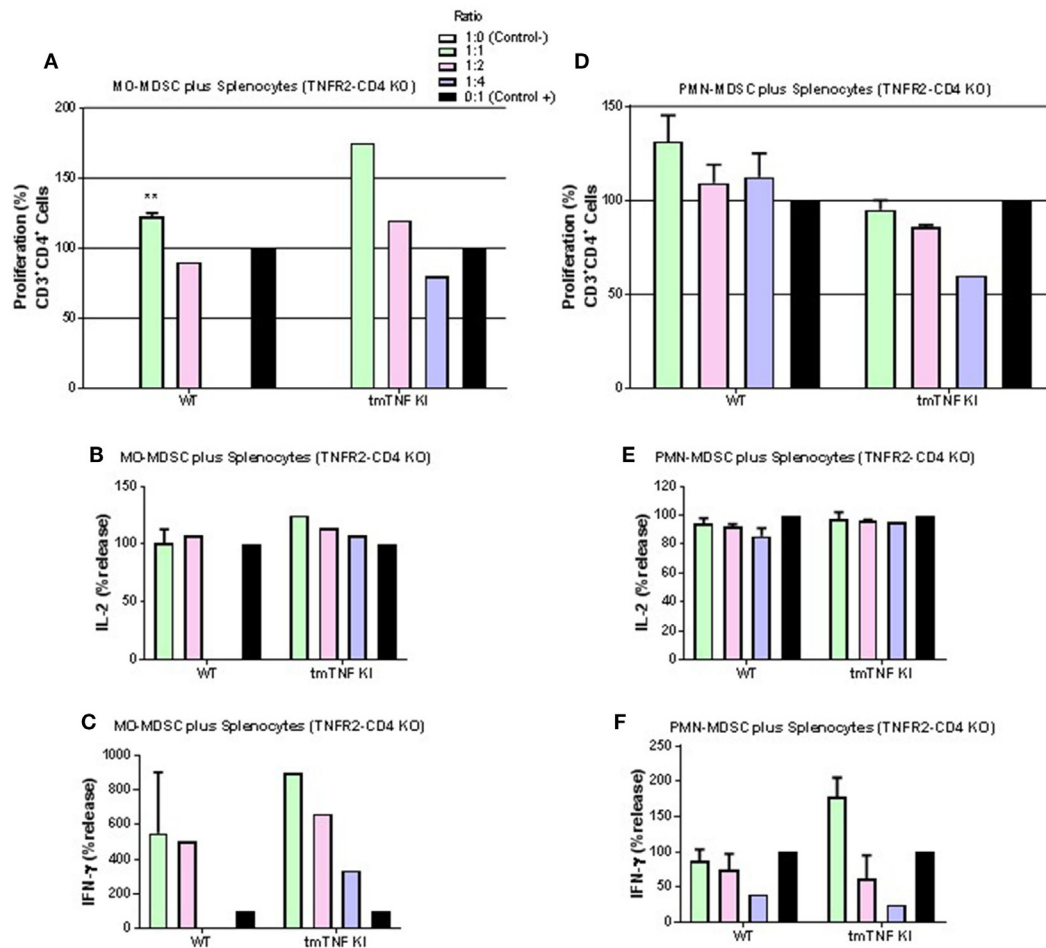 Ratio
1:0 (Control-)
1:1
1:2
1:4
0:1 (Control +)
A
MO-MDSC plus Splenocytes (TNFR2-CD4 KO)
Proliferation (%)
CD3+CD4+ Cells
200
150
100
50
0
**
WT
tmTNF KI
D
PMN-MDSC plus Splenocytes (TNFR2-CD4 KO)
Proliferation (%)
CD3+CD4+ Cells
150
100
50
0
WT
tmTNF KI
B
MO-MDSC plus Splenocytes (TNFR2-CD4 KO)
IL-2 (% release)
150
100
50
0
WT
tmTNF KI
E
PMN-MDSC plus Splenocytes (TNFR2-CD4 KO)
IL-2 (% release)
120
100
80
60
40
20
0
WT
tmTNF KI
C
MO-MDSC plus Splenocytes (TNFR2-CD4 KO)
IFN-γ (% release)
1000
800
600
400
200
0
WT
tmTNF KI
F
PMN-MDSC plus Splenocytes (TNFR2-CD4 KO)
IFN-γ (% release)
250
200
150
100
50
0
WT
tmTNF KI